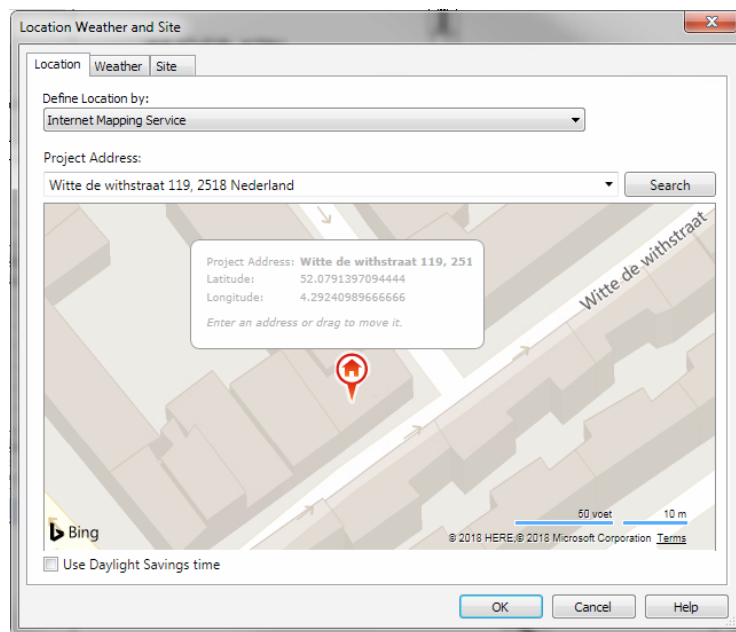 Location Weather and Site
Location Weather Site
Define Location by:
Internet Mapping Service
Project Address:
Witte de withstraat 119, 2518 Nederland
Search
Witte de withstraat
Project Address: Witte de withstraat 119, 251
Latitude: 52.0791397094444
Longitude: 4.29240989666666
Enter an address or drag to move it.
50 voet 10 m
Bing
© 2018 HERE,© 2018 Microsoft Corporation Terms
Use Daylight Savings time
OK Cancel Help